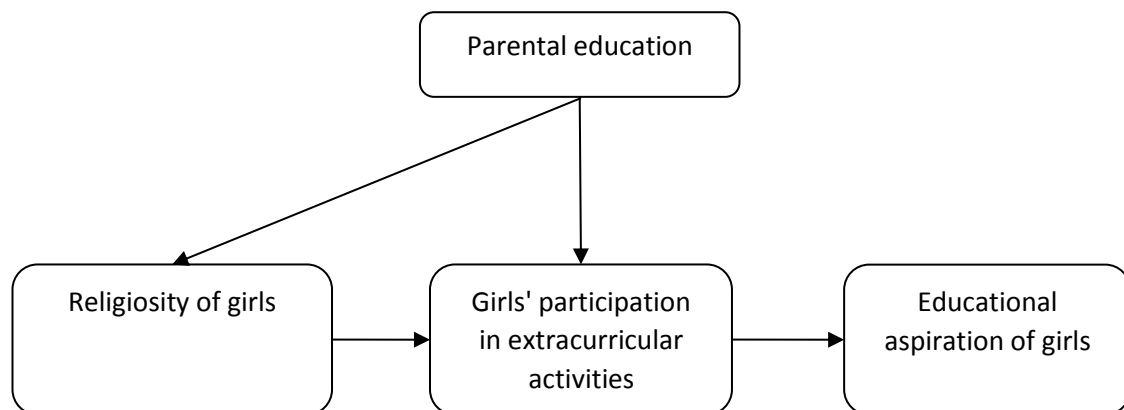 Parental education
Religiosity of girls
Girls' participation
in extracurricular
activities
Educational
aspiration of girls